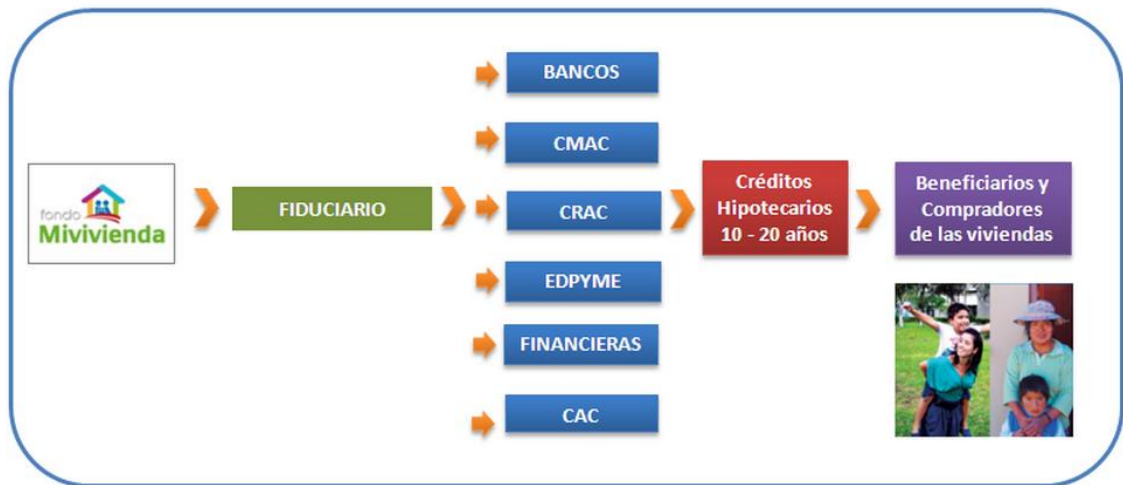 fondo
Mivivienda
FIDUCIARIO
BANCOS
CMAC
CRAC
EDPYME
FINANCIERAS
CAC
Créditos
Hipotecarios
10 - 20 años
Beneficiarios y
Compradores
de las viviendas